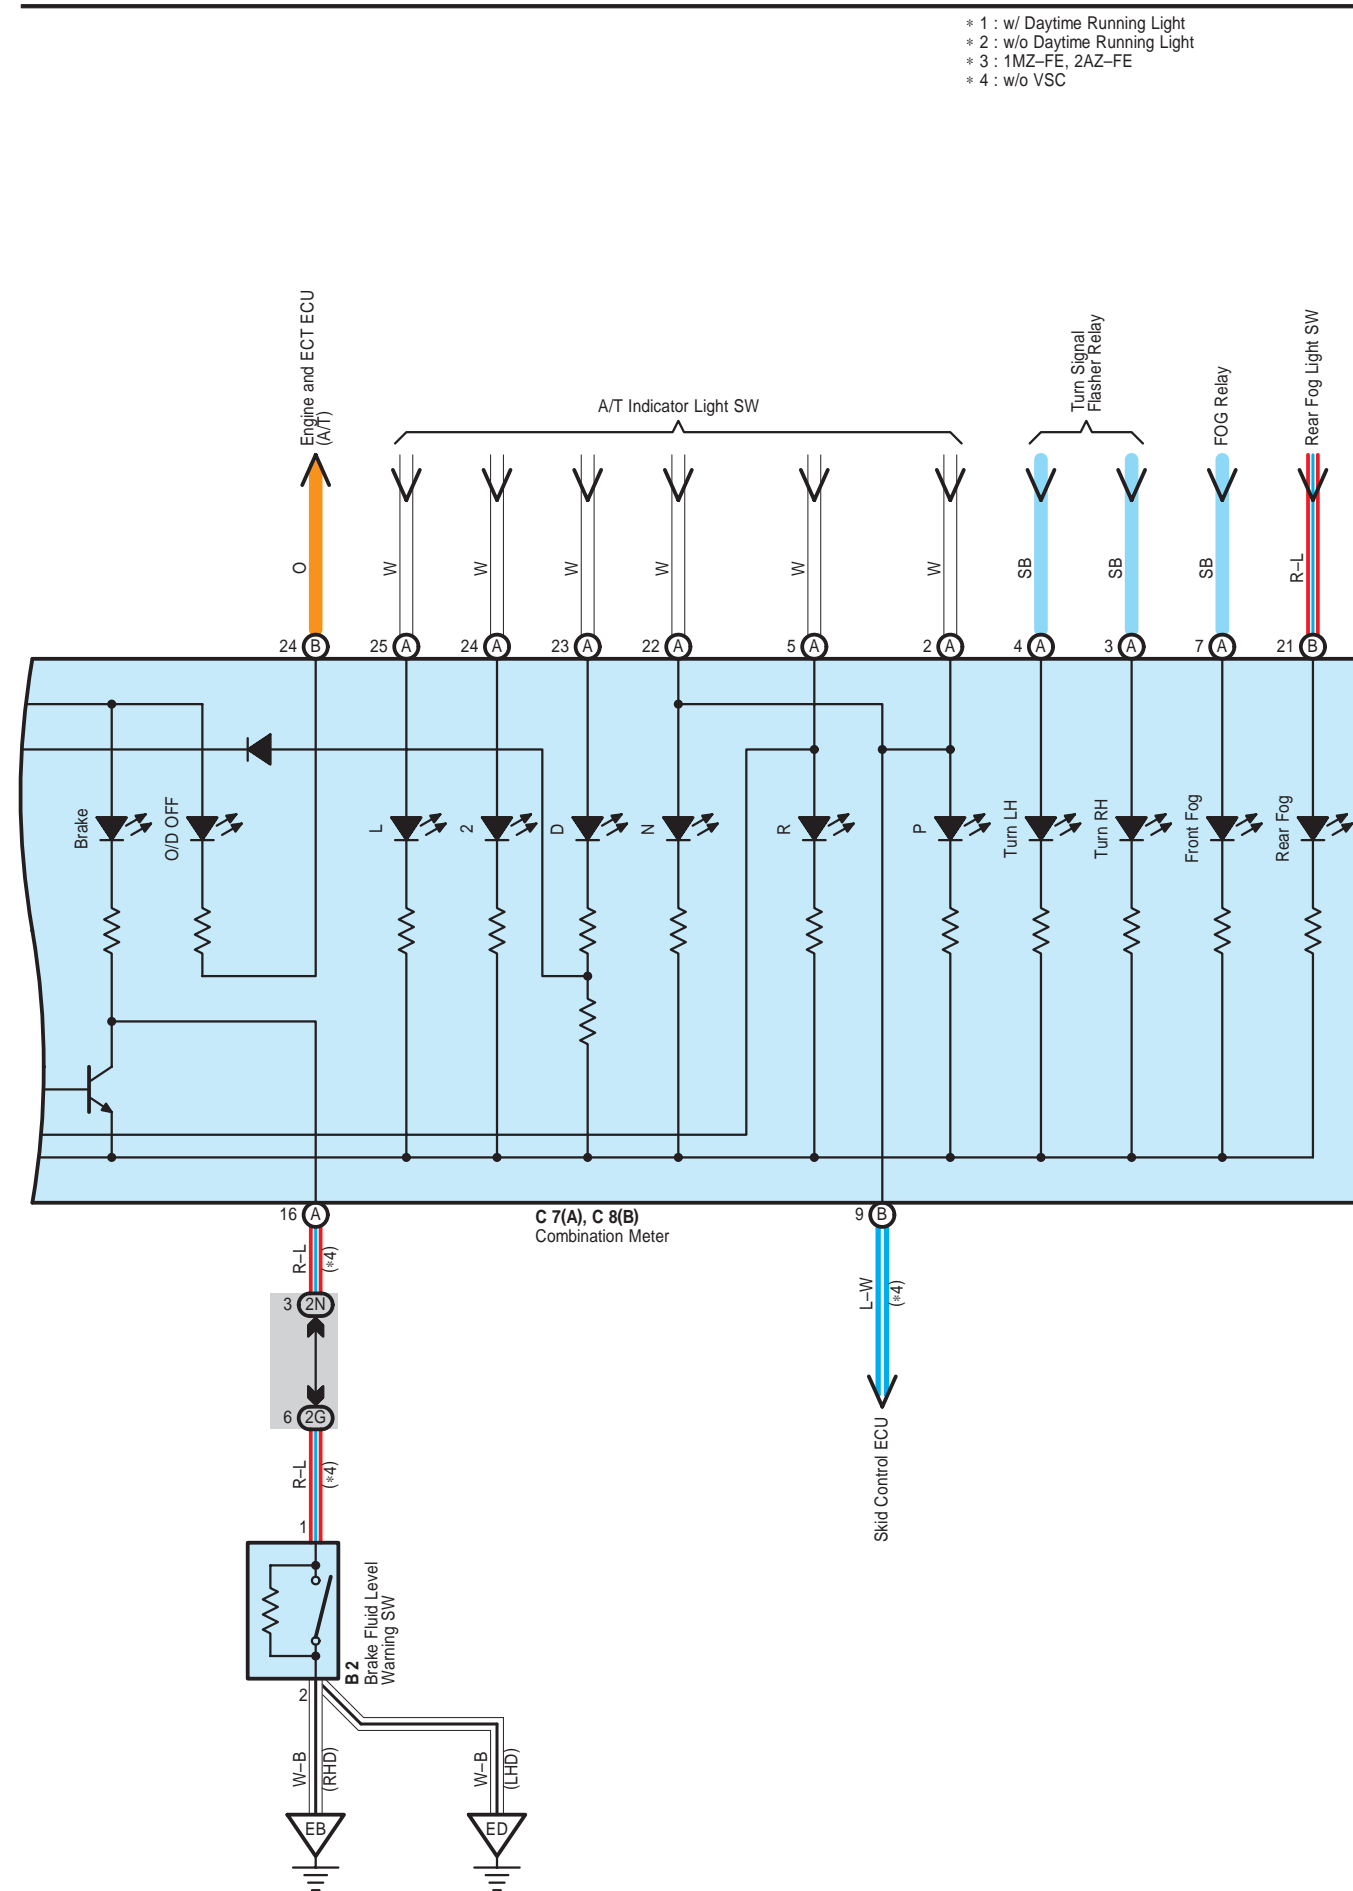 * 1 : w/ Daytime Running Light
* 2 : w/o Daytime Running Light
* 3 : 1MZ–FE, 2AZ–FE
* 4 : w/o VSC
Engine and ECT ECU
(A/T)
A/T Indicator Light SW
Turn Signal
Flasher Relay
FOG Relay
Rear Fog Light SW
O
W
W
W
W
W
W
SB
SB
SB
R–L
24 B
25 A
24 A
23 A
22 A
5 A
2 A
4 A
3 A
7 A
21 B
Brake
O/D OFF
L
2
D
N
R
P
Turn LH
Turn RH
Front Fog
Rear Fog
16 A
C 7(A), C 8(B)
Combination Meter
9 B
R–L
(*4)
L–W
(*4)
3 2N
6 2G
Skid Control ECU
R–L
(*4)
1
B 2
Brake Fluid Level
Warning SW
2
W–B
(RHD)
W–B
(LHD)
EB
ED